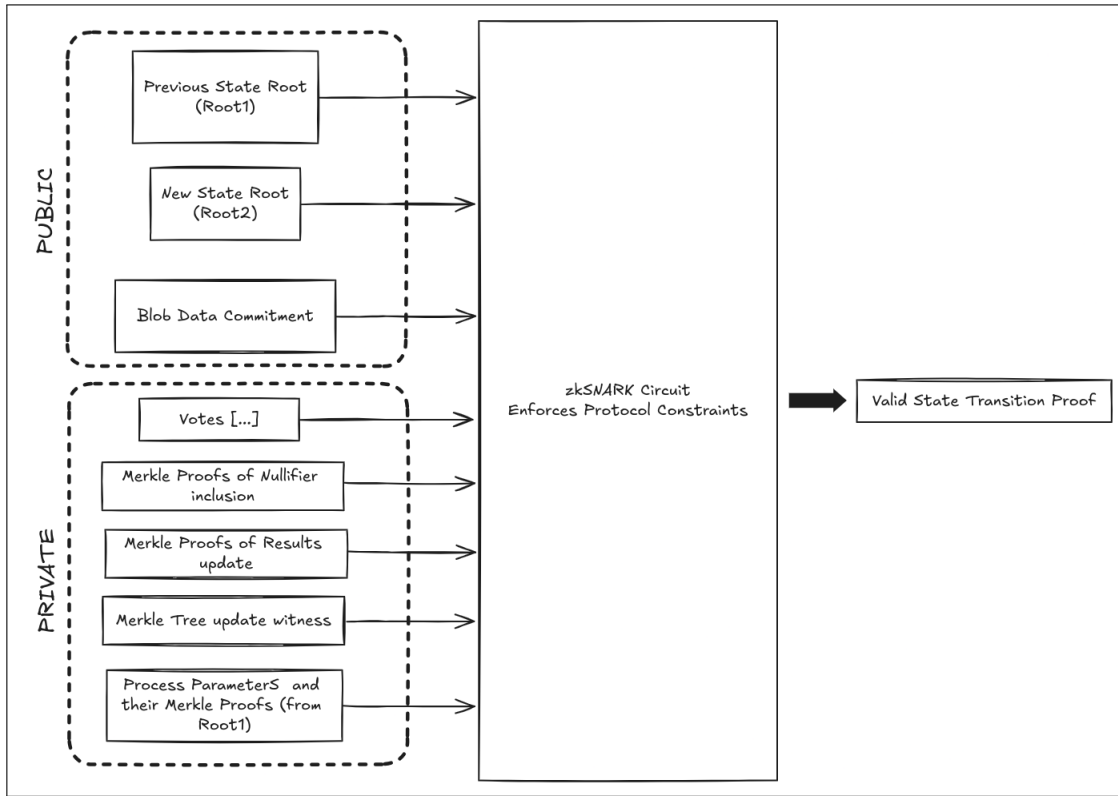 PUBLIC
Previous State Root
(Root1)
New State Root
(Root2)
Blob Data Commitment
PRIVATE
Votes [...]
Merkle Proofs of Nullifier
inclusion
Merkle Proofs of Results
update
Merkle Tree update witness
Process ParameterS and
their Merkle Proofs (from
Root1)
zkSNARK Circuit
Enforces Protocol Constraints
Valid State Transition Proof